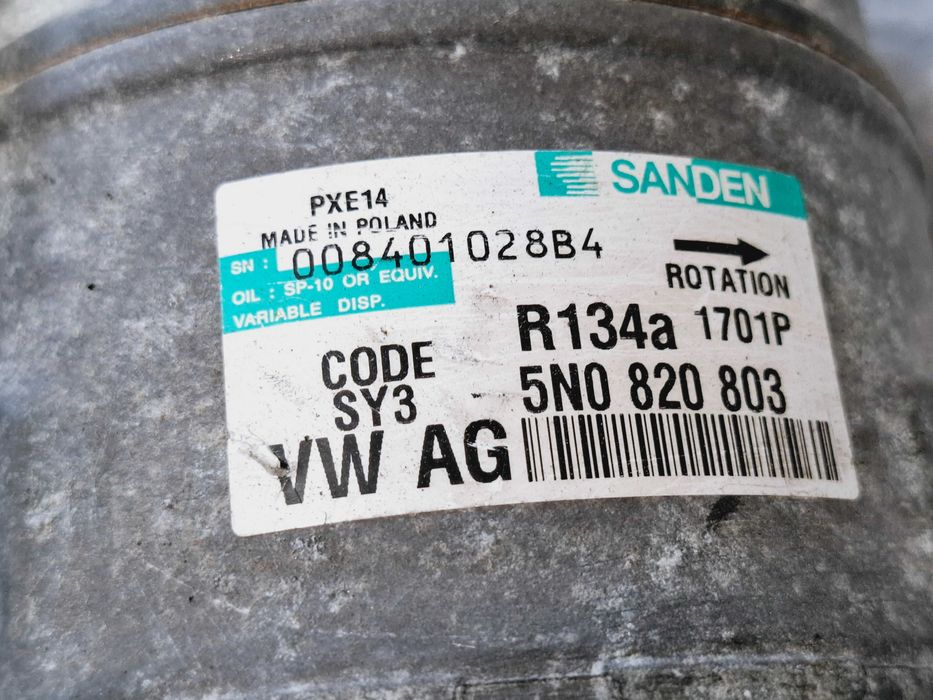 SANDEN
PXE14
MADE IN POLAND
SN : 008401028B4
OIL : SP-10 OR EQUIV.
VARIABLE DISP.
ROTATION
R134a 1701P
CODE
SY3
5N0 820 803
VW AG